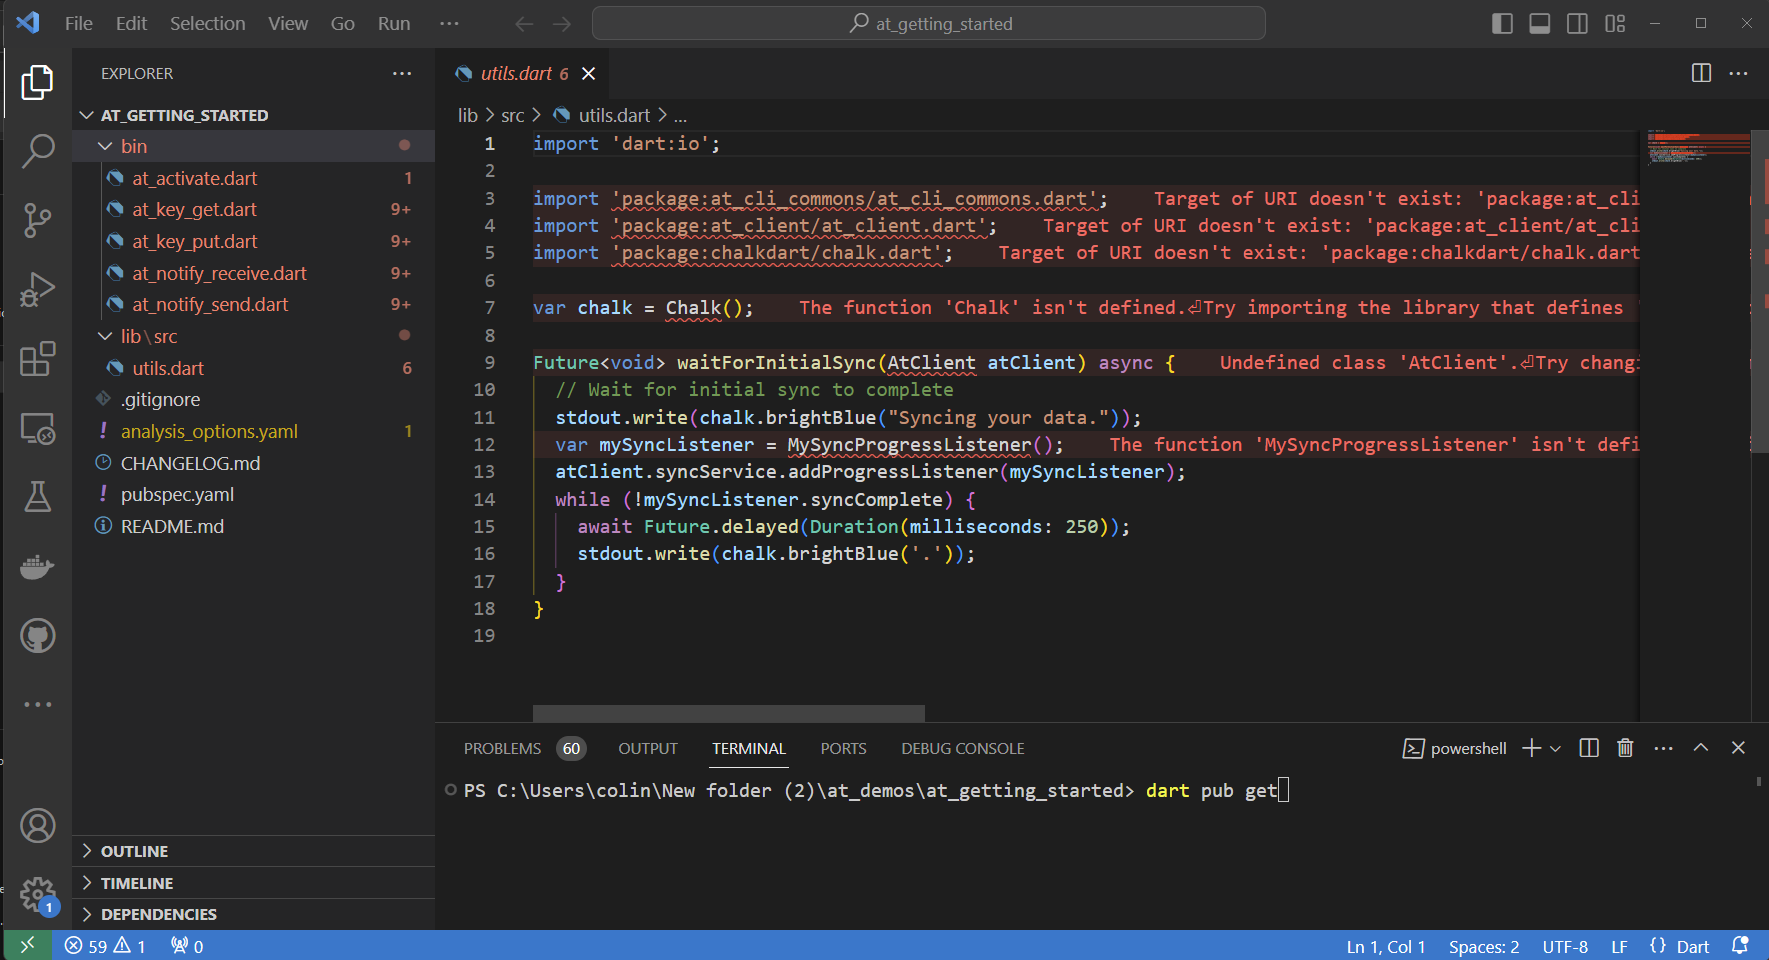 File Edit Selection View Go Run ···
at_getting_started
EXPLORER
AT_GETTING_STARTED
bin
at_activate.dart 1
at_key_get.dart 9+
at_key_put.dart 9+
at_notify_receive.dart 9+
at_notify_send.dart 9+
lib\src
utils.dart 6
.gitignore
! analysis_options.yaml 1
CHANGELOG.md
! pubspec.yaml
README.md
OUTLINE
TIMELINE
DEPENDENCIES
1
utils.dart 6
lib > src > utils.dart > ...
1 import 'dart:io';
2
3 import 'package:at_cli_commons/at_cli_commons.dart'; Target of URI doesn't exist: 'package:at_cli
4 import 'package:at_client/at_client.dart'; Target of URI doesn't exist: 'package:at_client/at_cli
5 import 'package:chalkdart/chalk.dart'; Target of URI doesn't exist: 'package:chalkdart/chalk.dart
6
7 var chalk = Chalk(); The function 'Chalk' isn't defined.⏎Try importing the library that defines '
8
9 Future<void> waitForInitialSync(AtClient atClient) async { Undefined class 'AtClient'.⏎Try changi
10 // Wait for initial sync to complete
11 stdout.write(chalk.brightBlue("Syncing your data."));
12 var mySyncListener = MySyncProgressListener(); The function 'MySyncProgressListener' isn't defi
13 atClient.syncService.addProgressListener(mySyncListener);
14 while (!mySyncListener.syncComplete) {
15 await Future.delayed(Duration(milliseconds: 250));
16 stdout.write(chalk.brightBlue('.'));
17 }
18 }
19
PROBLEMS 60 OUTPUT TERMINAL PORTS DEBUG CONSOLE powershell
PS C:\Users\colin\New folder (2)\at_demos\at_getting_started> dart pub get
59 1 0 Ln 1, Col 1 Spaces: 2 UTF-8 LF {} Dart